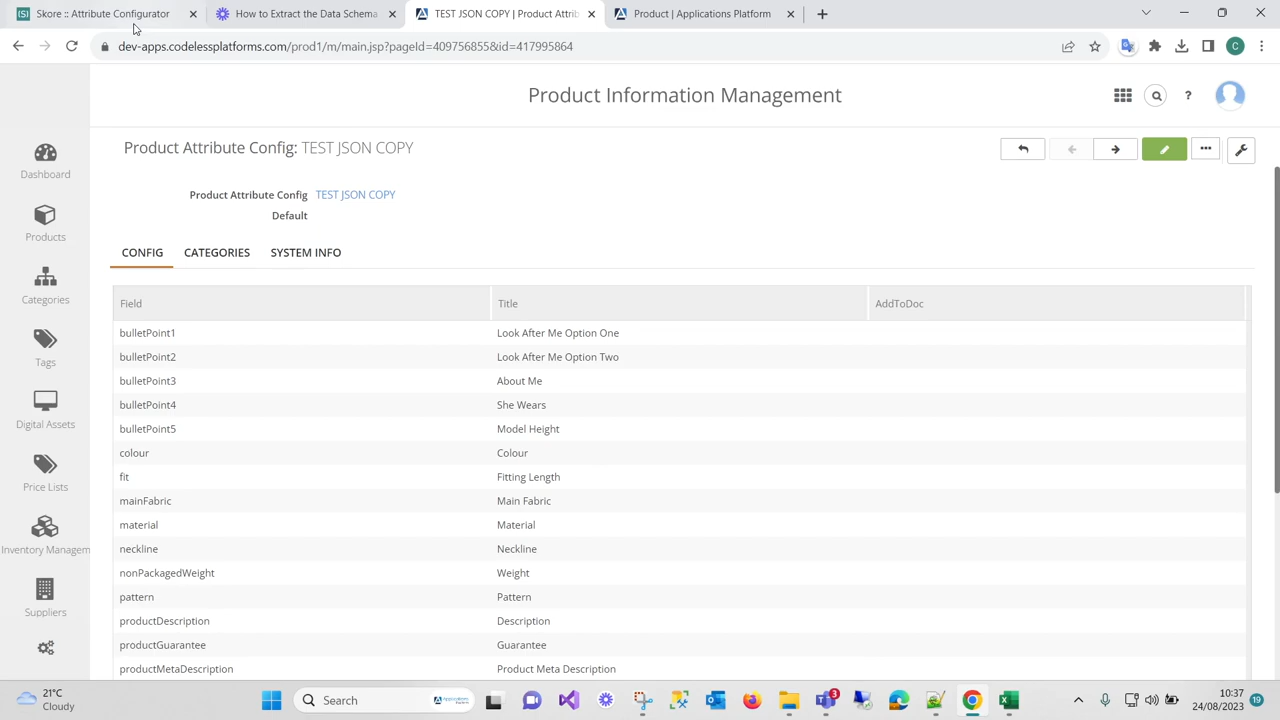 Skore :: Attribute Configurator
How to Extract the Data Schema
TEST JSON COPY | Product Attrib
Product | Applications Platform
dev-apps.codelessplatforms.com/prod1/m/main.jsp?pageId=409756855&id=417995864
C
Product Information Management
?
Dashboard
Products
Categories
Tags
Digital Assets
Price Lists
Inventory Managem
Suppliers
Product Attribute Config: TEST JSON COPY
Product Attribute Config TEST JSON COPY
Default
CONFIG CATEGORIES SYSTEM INFO
Field Title AddToDoc
bulletPoint1 Look After Me Option One
bulletPoint2 Look After Me Option Two
bulletPoint3 About Me
bulletPoint4 She Wears
bulletPoint5 Model Height
colour Colour
fit Fitting Length
mainFabric Main Fabric
material Material
neckline Neckline
nonPackagedWeight Weight
pattern Pattern
productDescription Description
productGuarantee Guarantee
productMetaDescription Product Meta Description
21°C
Cloudy
Search
3
10:37
24/08/2023
19